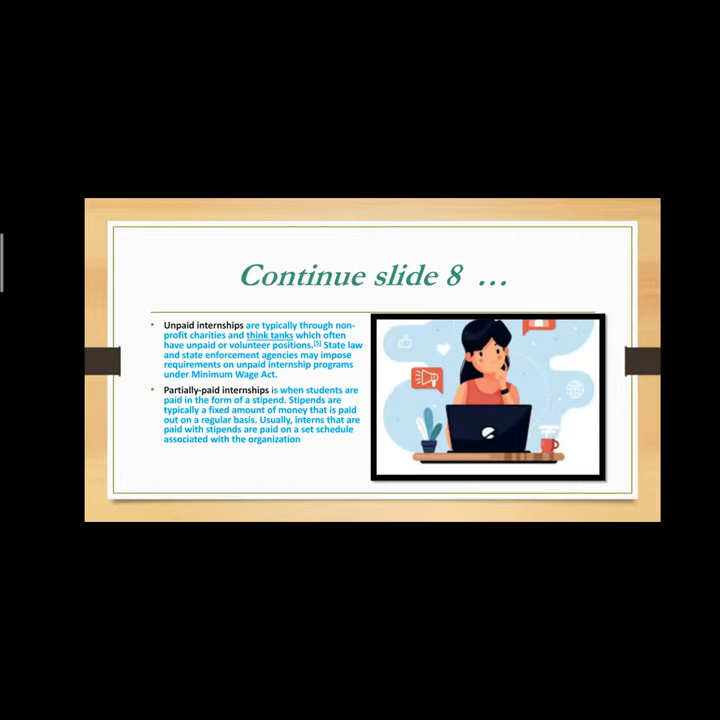 Continue slide 8 …
• Unpaid internships are typically through non-
profit charities and think tanks which often
have unpaid or volunteer positions.[5] State law
and state enforcement agencies may impose
requirements on unpaid internship programs
under Minimum Wage Act.
• Partially-paid internships is when students are
paid in the form of a stipend. Stipends are
typically a fixed amount of money that is paid
out on a regular basis. Usually, interns that are
paid with stipends are paid on a set schedule
associated with the organization